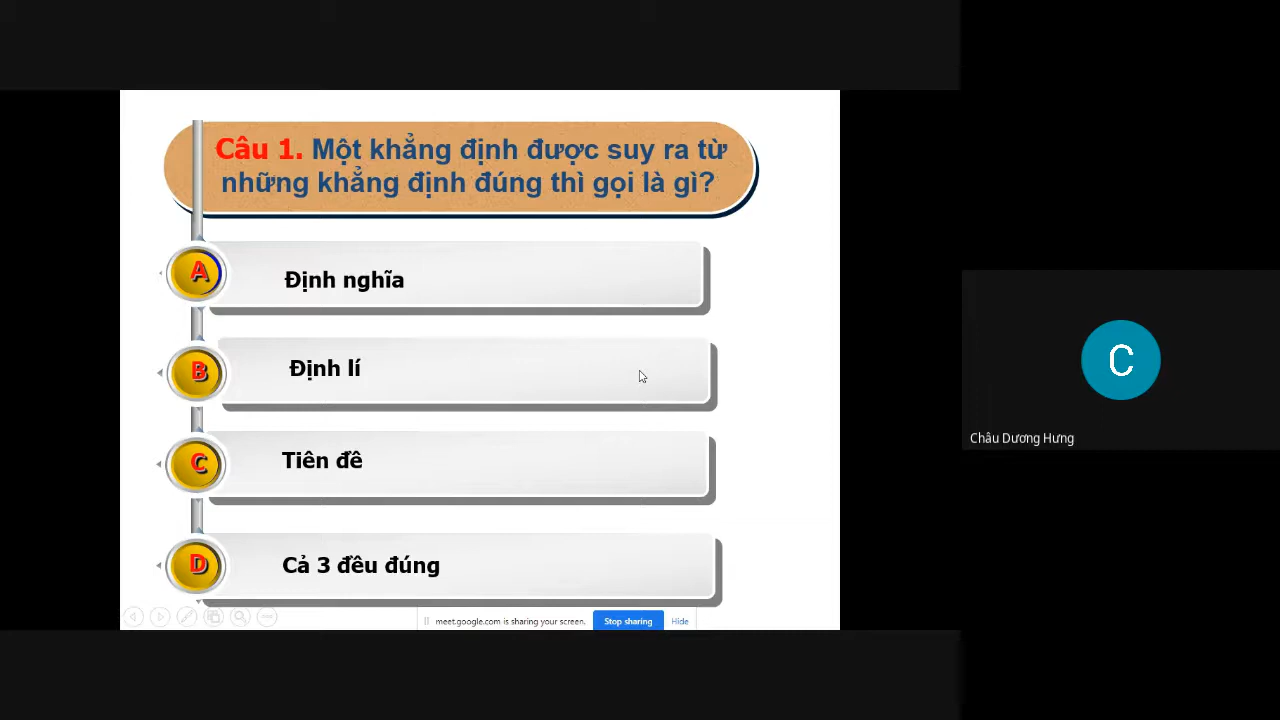 Câu 1. Một khẳng định được suy ra từ
những khẳng định đúng thì gọi là gì?
A
Định nghĩa
B
Định lí
C
Tiên đề
D
Cả 3 đều đúng
meet.google.com is sharing your screen.
Stop sharing
Hide
C
Châu Dương Hưng